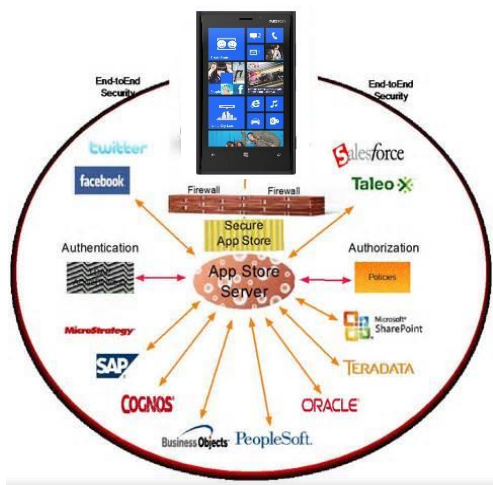 NOKIA
End-toEnd
Security
End-toEnd
Security
twitter
salesforce
facebook
Taleo
Firewall
Firewall
Secure
App Store
Authentication
Authorization
App Store
Server
Policies
MicroStrategy
Microsoft
SharePoint
SAP
TERADATA
COGNOS
ORACLE
Business Objects
PeopleSoft.